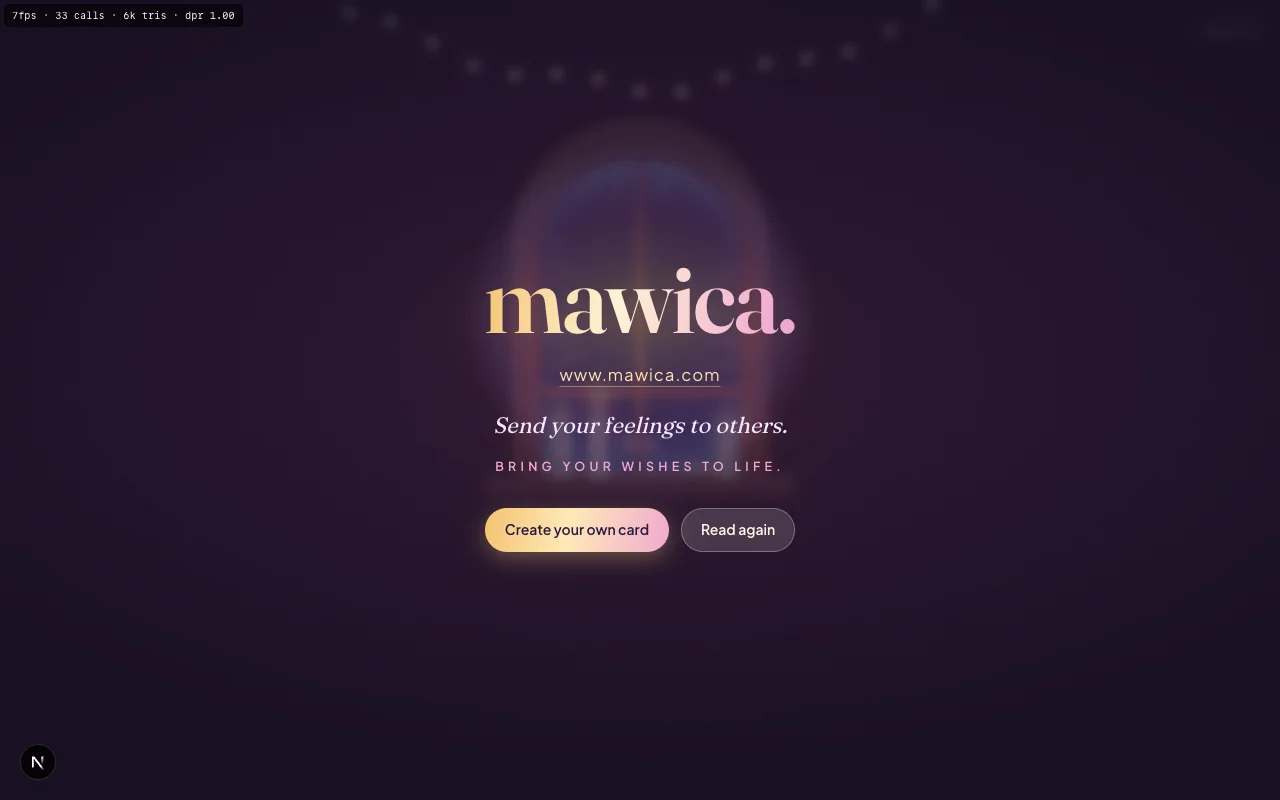 7fps · 33 calls · 6k tris · dpr 1.00
mawica.
www.mawica.com
Send your feelings to others.
BRING YOUR WISHES TO LIFE.
Create your own card
Read again
N